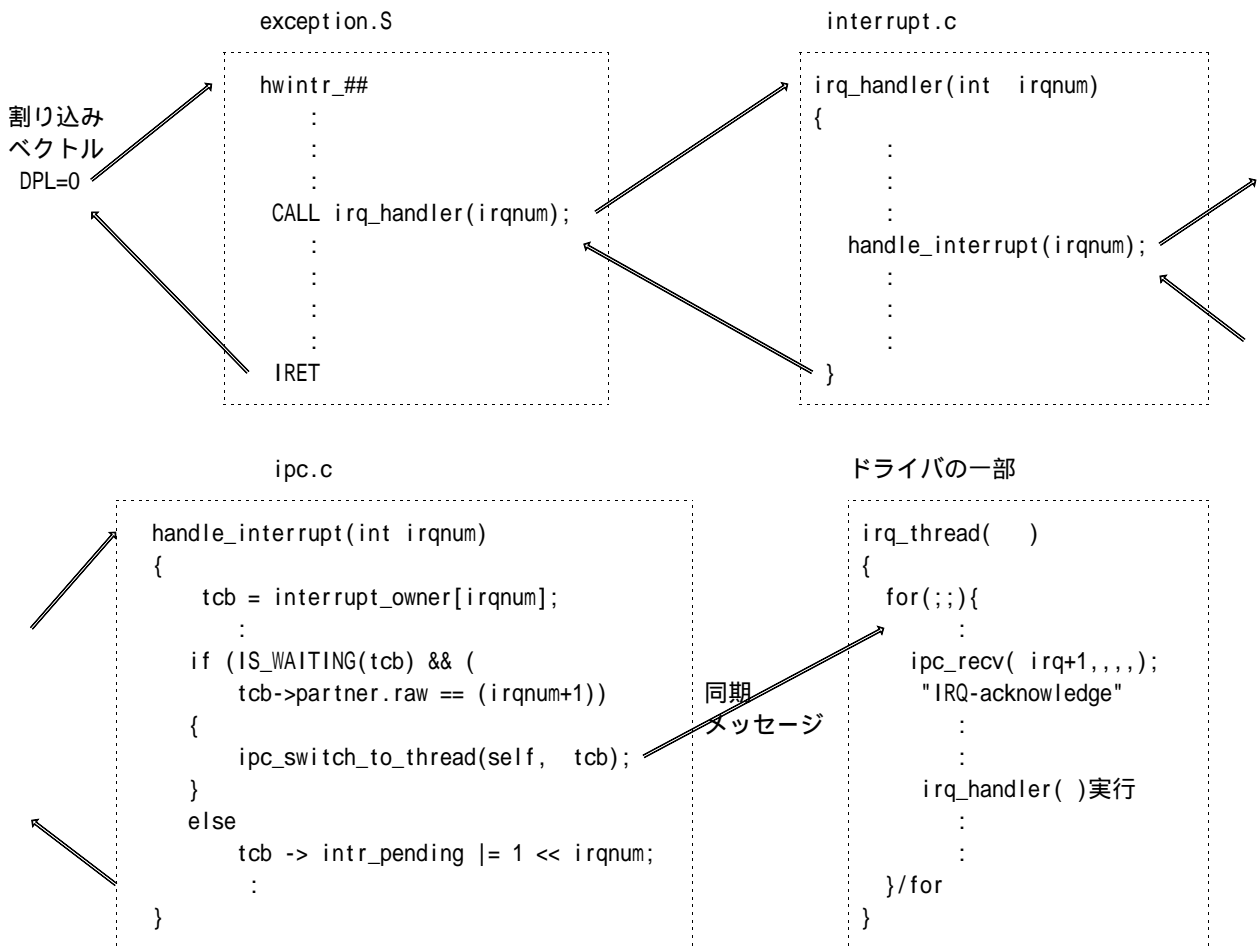 exception.S
割り込み
ベクトル
DPL=0
hwintr_##
:
:
:
CALL irq_handler(irqnum);
:
:
:
:
IRET
interrupt.c
irq_handler(int irqnum)
{
:
:
:
handle_interrupt(irqnum);
:
:
:
:
}
ipc.c
handle_interrupt(int irqnum)
{
tcb = interrupt_owner[irqnum];
:
if (IS_WAITING(tcb) && (
tcb->partner.raw == (irqnum+1))
{
ipc_switch_to_thread(self, tcb);
}
else
tcb -> intr_pending |= 1 << irqnum;
:
}
同期
メッセージ
ドライバの一部
irq_thread( )
{
for(;;){
:
ipc_recv( irq+1,,,,);
"IRQ-acknowledge"
:
:
irq_handler( )実行
:
:
}/for
}